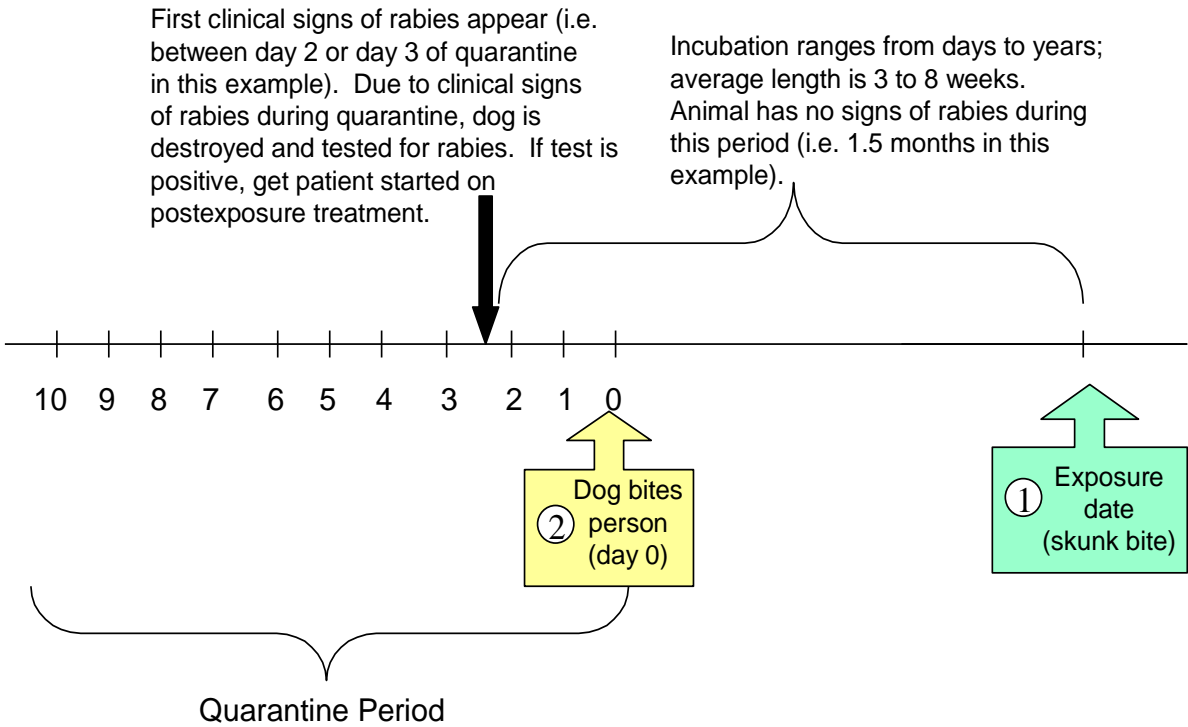 First clinical signs of rabies appear (i.e.
between day 2 or day 3 of quarantine
in this example).  Due to clinical signs
of rabies during quarantine, dog is
destroyed and tested for rabies.  If test is
positive, get patient started on
postexposure treatment.
Incubation ranges from days to years;
average length is 3 to 8 weeks.
Animal has no signs of rabies during
this period (i.e. 1.5 months in this
example).
10 9 8 7 6 5 4 3 2 1 0
2
Dog bites
person
(day 0)
1
Exposure
date
(skunk bite)
Quarantine Period